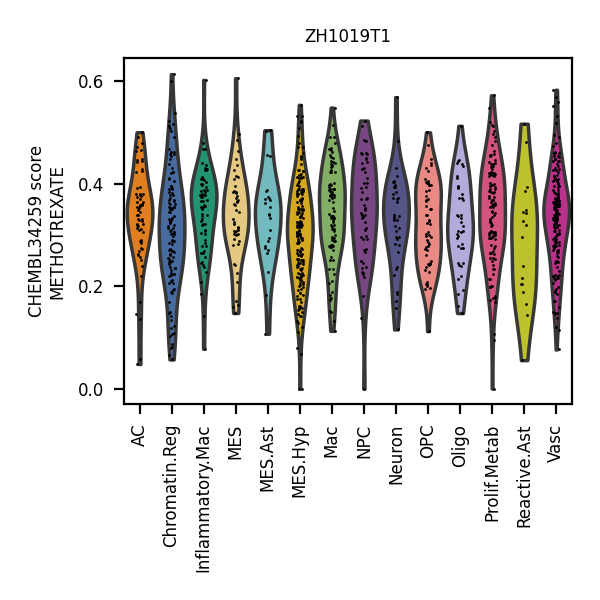 ZH1019T1
CHEMBL34259 score
METHOTREXATE
0.6
0.4
0.2
0.0
AC
Chromatin.Reg
Inflammatory.Mac
MES
MES.Ast
MES.Hyp
Mac
NPC
Neuron
OPC
Oligo
Prolif.Metab
Reactive.Ast
Vasc